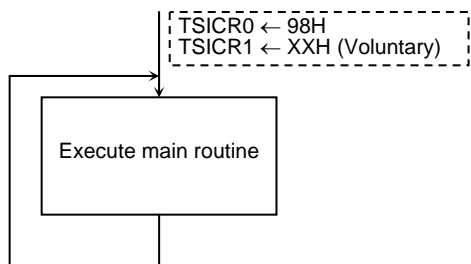 TSICR0 ← 98H
TSICR1 ← XXH (Voluntary)
Execute main routine